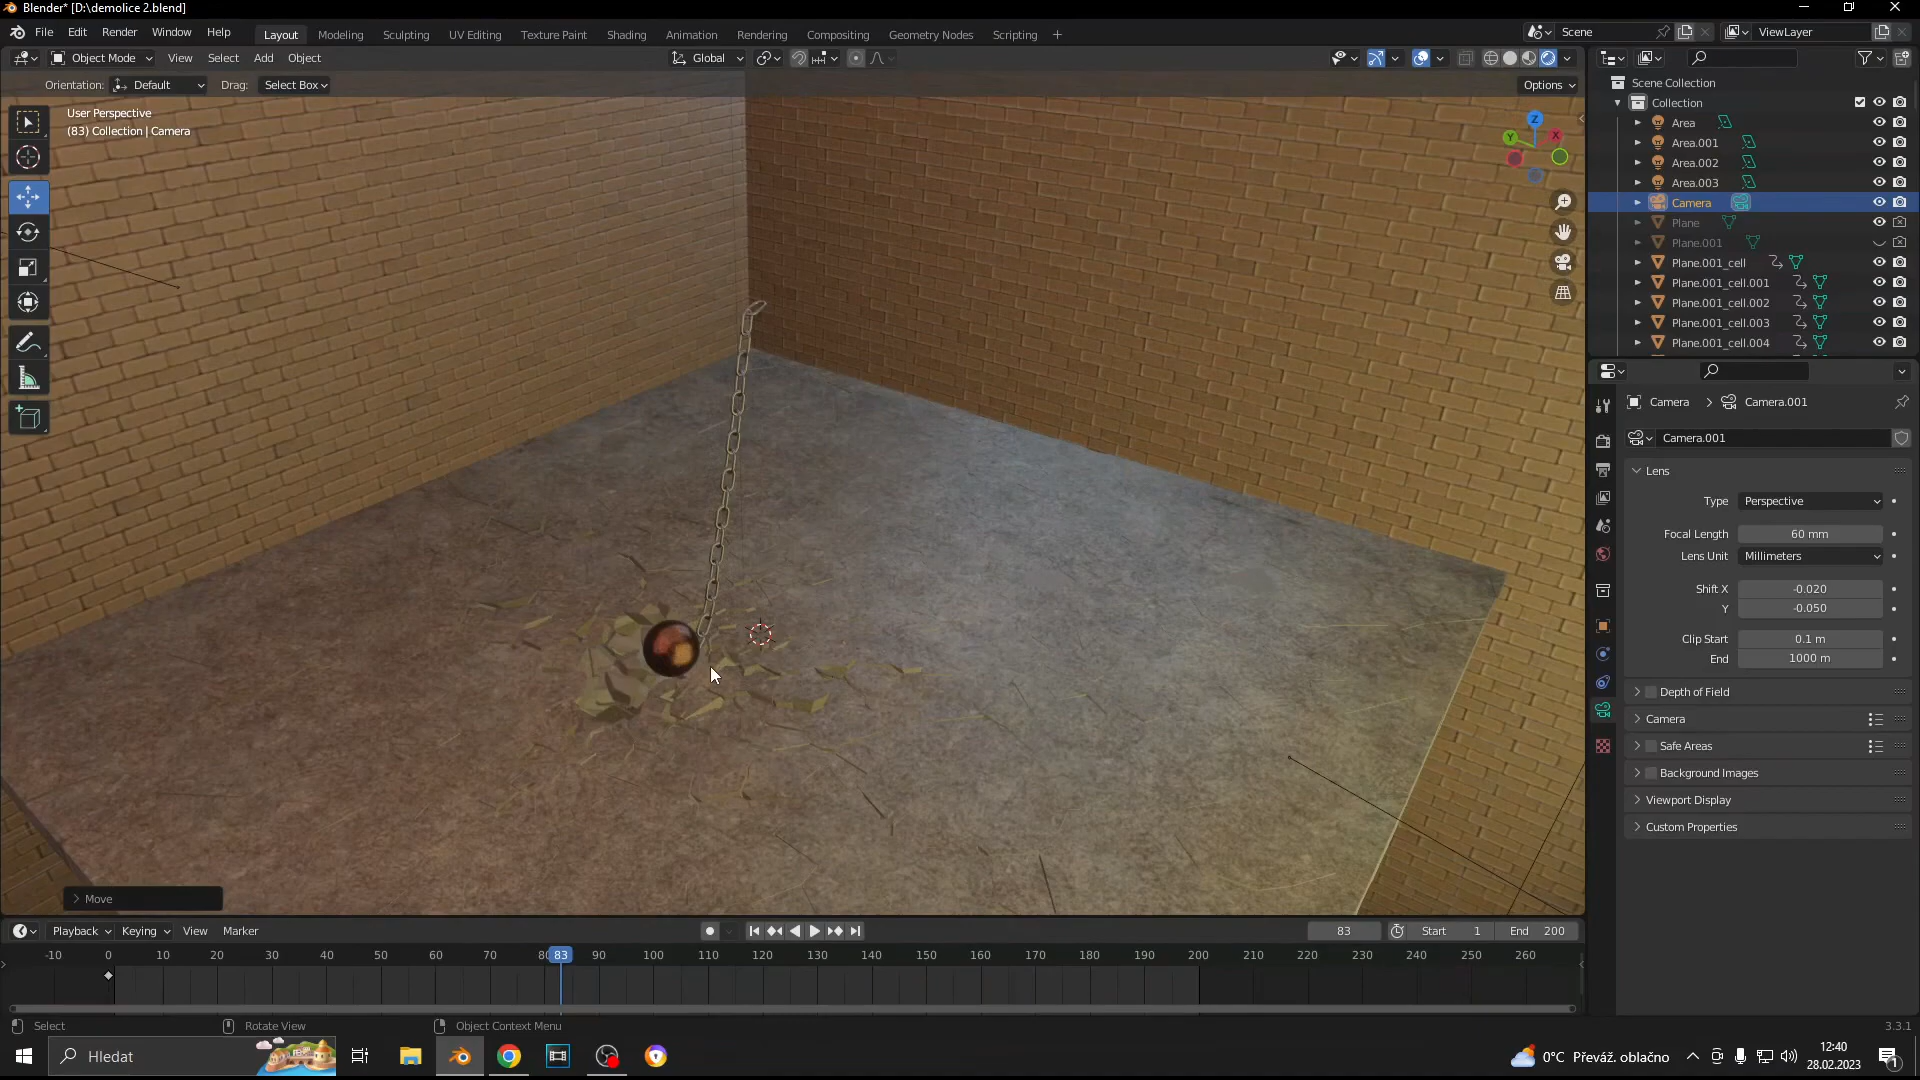 Blender* [D:\demolice 2.blend]
File Edit Render Window Help
Layout Modeling Sculpting UV Editing Texture Paint Shading Animation Rendering Compositing Geometry Nodes Scripting +
Scene
ViewLayer
Object Mode View Select Add Object
Global
Orientation: Default Drag: Select Box
Options
User Perspective
(83) Collection | Camera
Z
Y
X
Scene Collection
Collection
Area
Area.001
Area.002
Area.003
Camera
Plane
Plane.001
Plane.001_cell
Plane.001_cell.001
Plane.001_cell.002
Plane.001_cell.003
Plane.001_cell.004
Camera > Camera.001
Camera.001
Lens
Type Perspective
Focal Length 60 mm
Lens Unit Millimeters
Shift X -0.020
Y -0.050
Clip Start 0.1 m
End 1000 m
Depth of Field
Camera
Safe Areas
Background Images
Viewport Display
Custom Properties
Move
Playback Keying View Marker
83
Start 1
End 200
-10 0 10 20 30 40 50 60 70 80 83 90 100 110 120 130 140 150 160 170 180 190 200 210 220 230 240 250 260
Select
Rotate View
Object Context Menu
3.3.1
Hledat
0°C Převáž. oblačno
12:40
28.02.2023
1